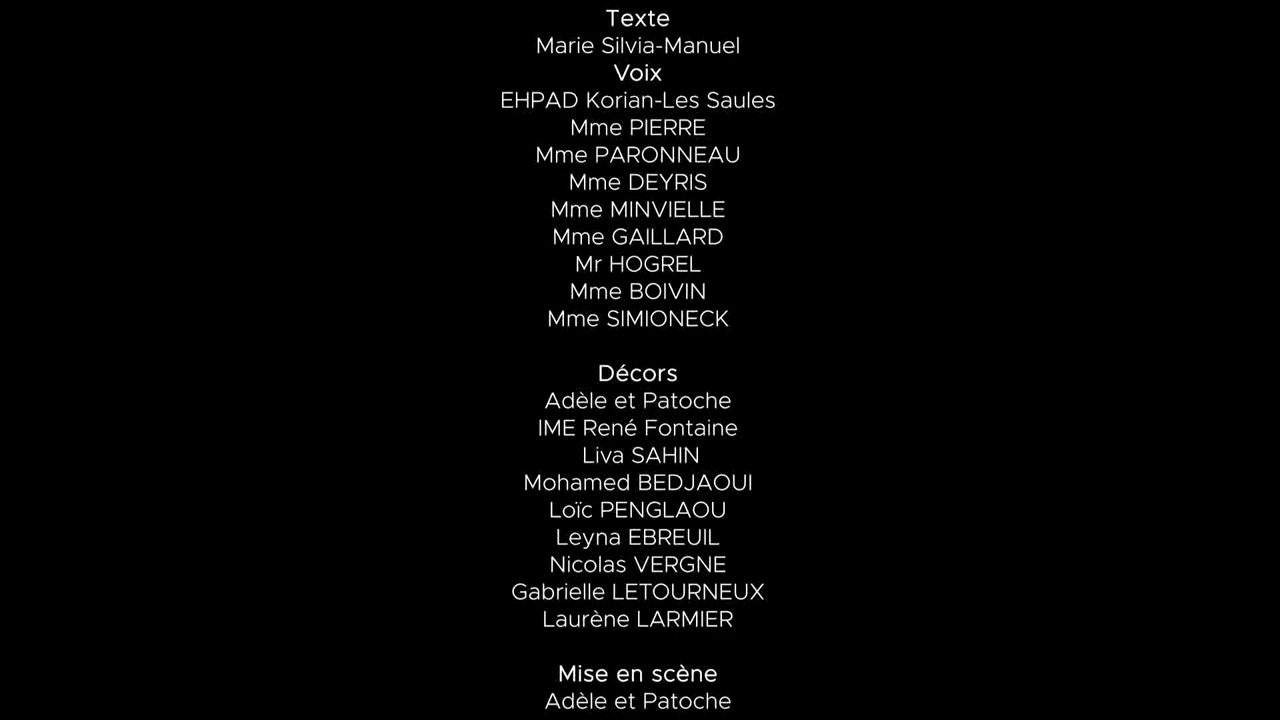 Texte
Marie Silvia-Manuel
Voix
EHPAD Korian-Les Saules
Mme PIERRE
Mme PARONNEAU
Mme DEYRIS
Mme MINVIELLE
Mme GAILLARD
Mr HOGREL
Mme BOIVIN
Mme SIMIONECK
Décors
Adèle et Patoche
IME René Fontaine
Liva SAHIN
Mohamed BEDJAOUI
Loïc PENGLAOU
Leyna EBREUIL
Nicolas VERGNE
Gabrielle LETOURNEUX
Laurène LARMIER
Mise en scène
Adèle et Patoche